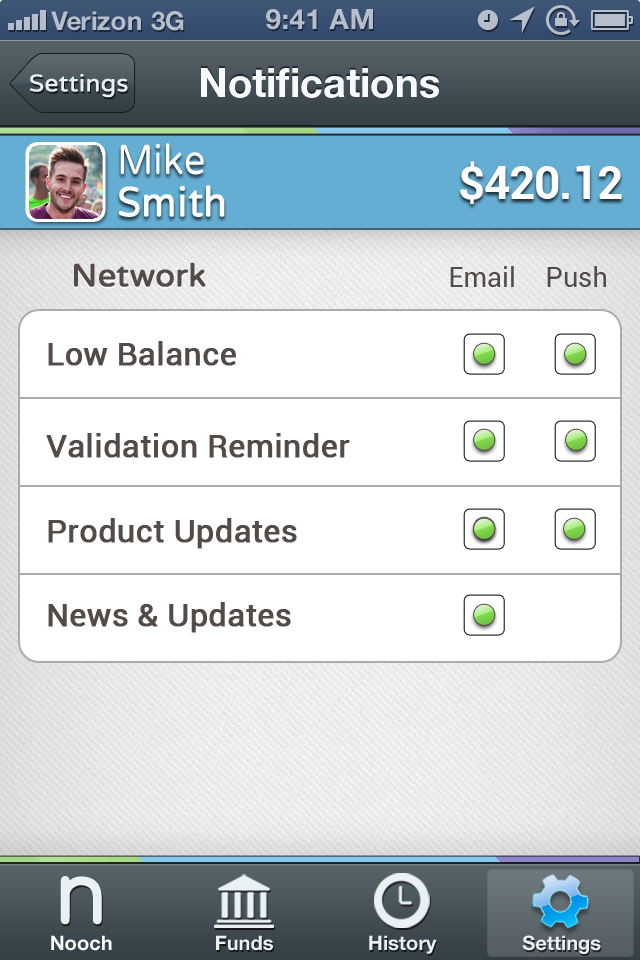 Verizon 3G 9:41 AM
Settings Notifications
Mike
Smith
$420.12
Network Email Push
Low Balance
Validation Reminder
Product Updates
News & Updates
n
Nooch Funds History Settings